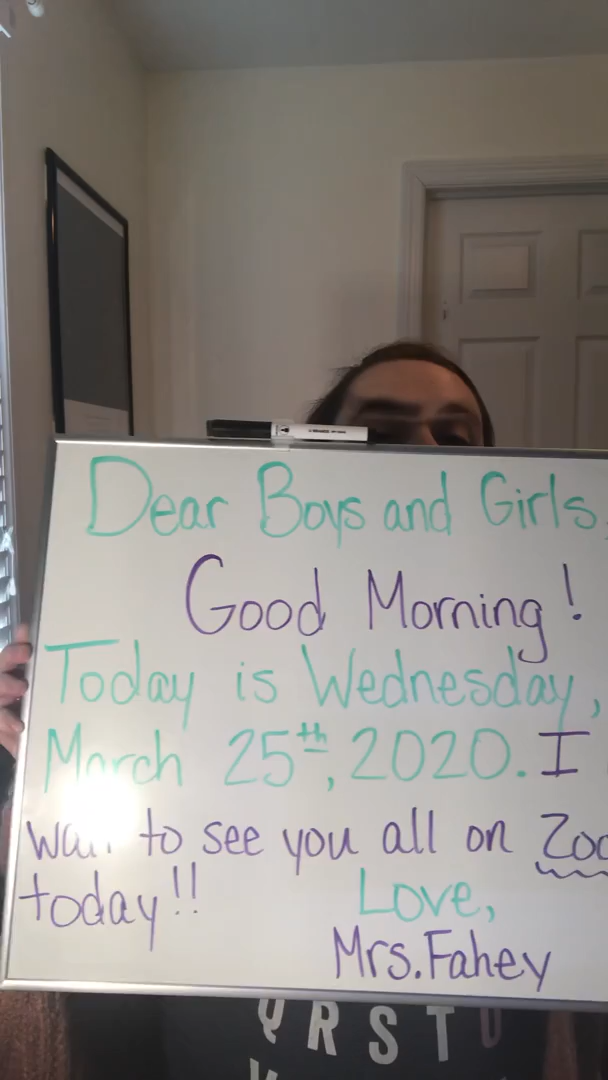 Dear Boys and Girls
Good Morning!
Today is Wednesday,
March 25th, 2020. I
to see you all on
today!!
Love,
Mrs. Fahey
Q R S T U